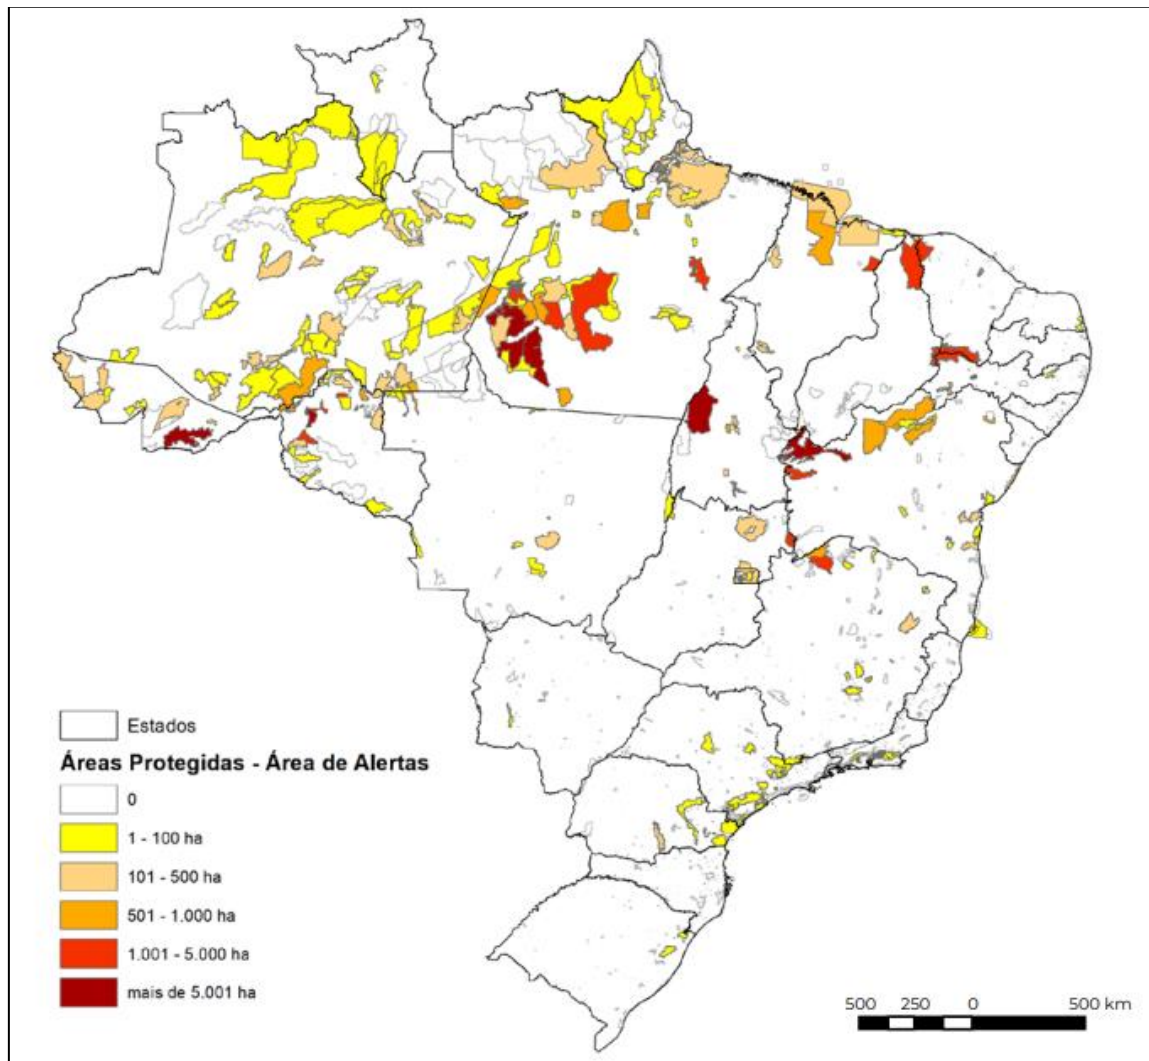 Estados
Áreas Protegidas - Área de Alertas
0
1 - 100 ha
101 - 500 ha
501 - 1.000 ha
1.001 - 5.000 ha
mais de 5.001 ha
500 250 0 500 km